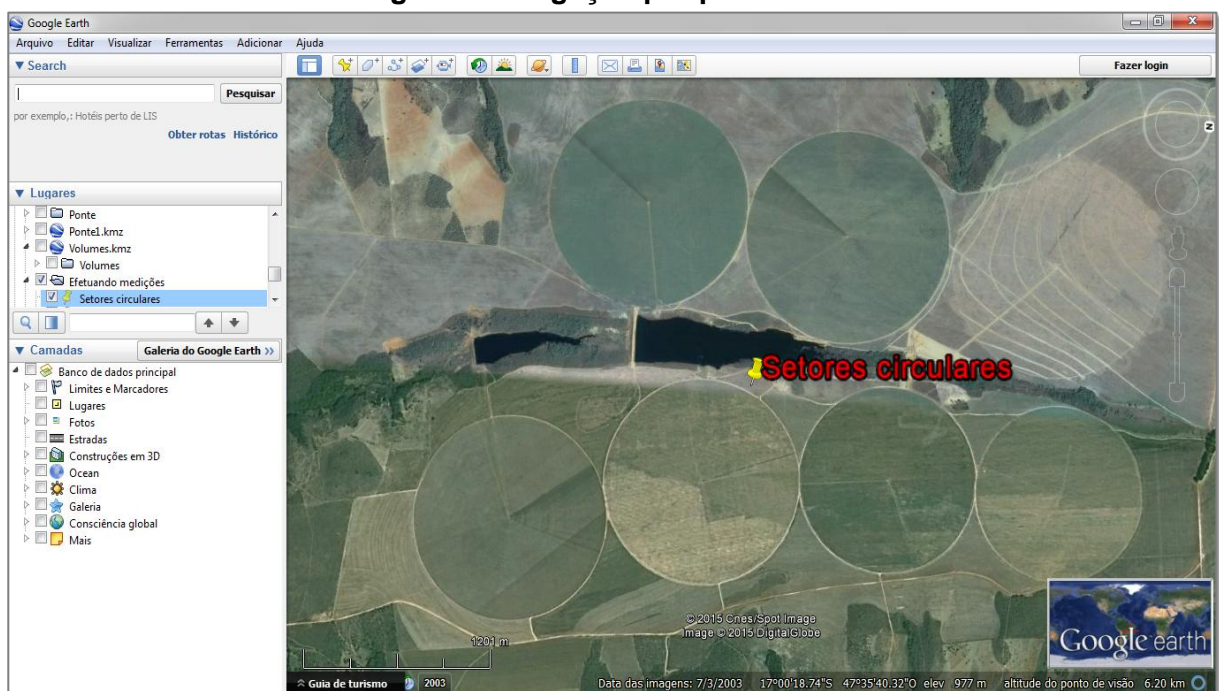 Google Earth
Arquivo Editar Visualizar Ferramentas Adicionar Ajuda
Search
Pesquisar
por exemplo,: Hotéis perto de LIS
Obter rotas Histórico
Lugares
Ponte
Ponte1.kmz
Volumes.kmz
Volumes
Efetuando medições
Setores circulares
Camadas
Galeria do Google Earth >>
Banco de dados principal
Limites e Marcadores
Lugares
Fotos
Estradas
Construções em 3D
Ocean
Clima
Galeria
Consciência global
Mais
Fazer login
N
Setores circulares
© 2015 Cnes/Spot Image
Image © 2015 DigitalGlobe
1201 m
Google earth
Guia de turismo 2003 Data das imagens: 7/3/2003 17°00'18.74"S 47°35'40.32"O elev 977 m altitude do ponto de visão 6.20 km